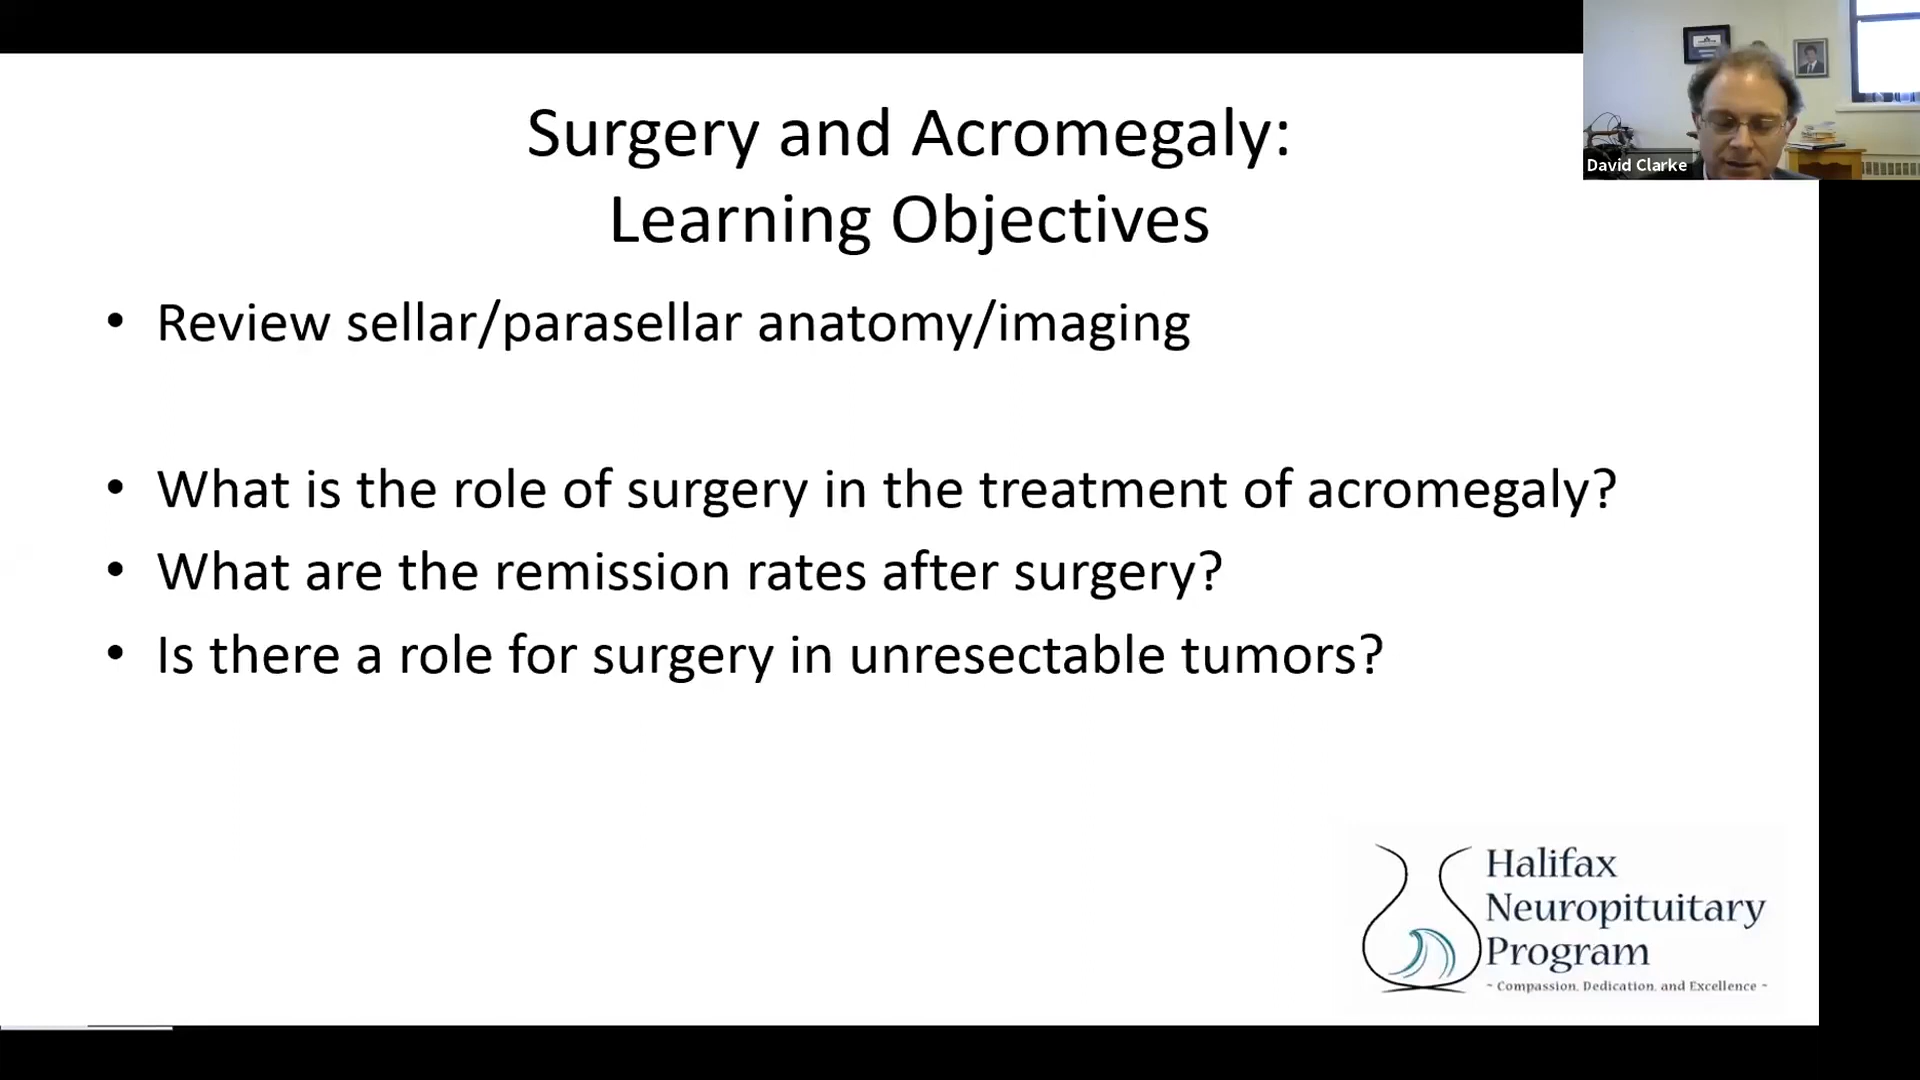 Surgery and Acromegaly:
Learning Objectives
• Review sellar/parasellar anatomy/imaging
• What is the role of surgery in the treatment of acromegaly?
• What are the remission rates after surgery?
• Is there a role for surgery in unresectable tumors?
David Clarke
Halifax
Neuropituitary
Program
~ Compassion, Dedication, and Excellence ~